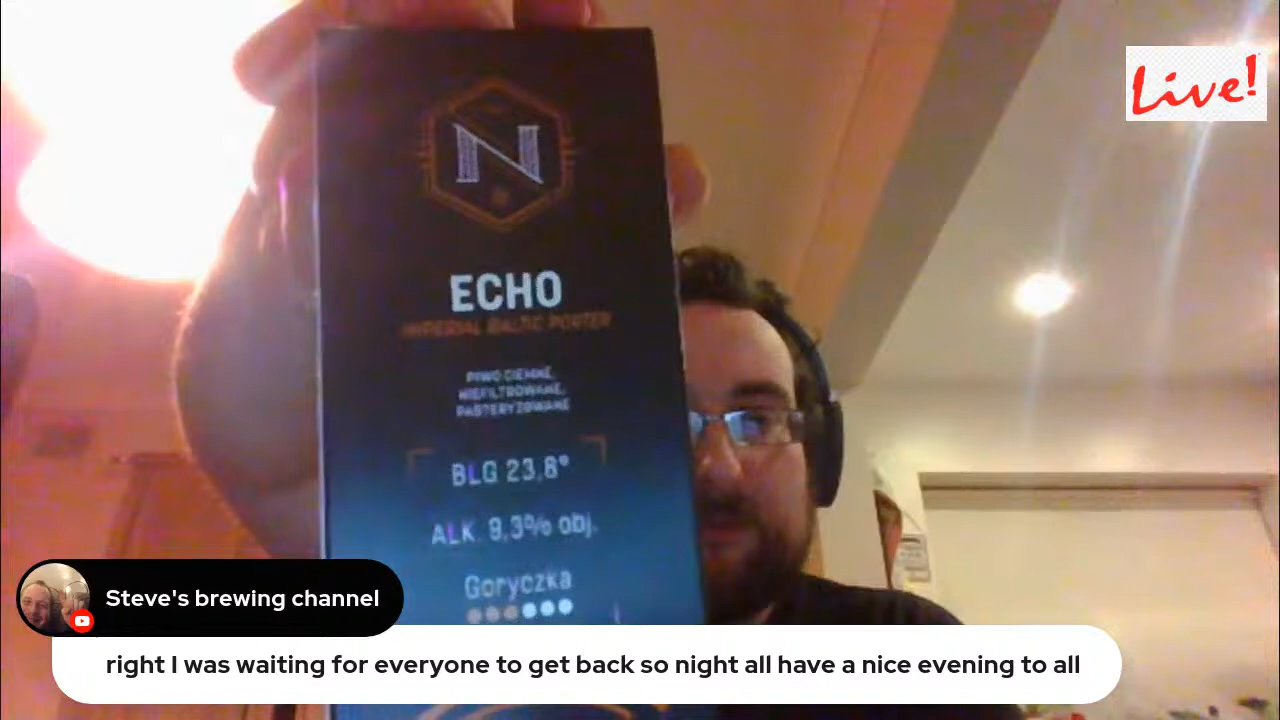 Live!
N
ECHO
IMPERIAL BALTIC PORTER
PIWO CIEMNE,
NIEFILTROWANE,
PASTERYZOWANE
BLG 23,8°
ALK. 9,3% obj.
Goryczka
Steve's brewing channel
right I was waiting for everyone to get back so night all have a nice evening to all